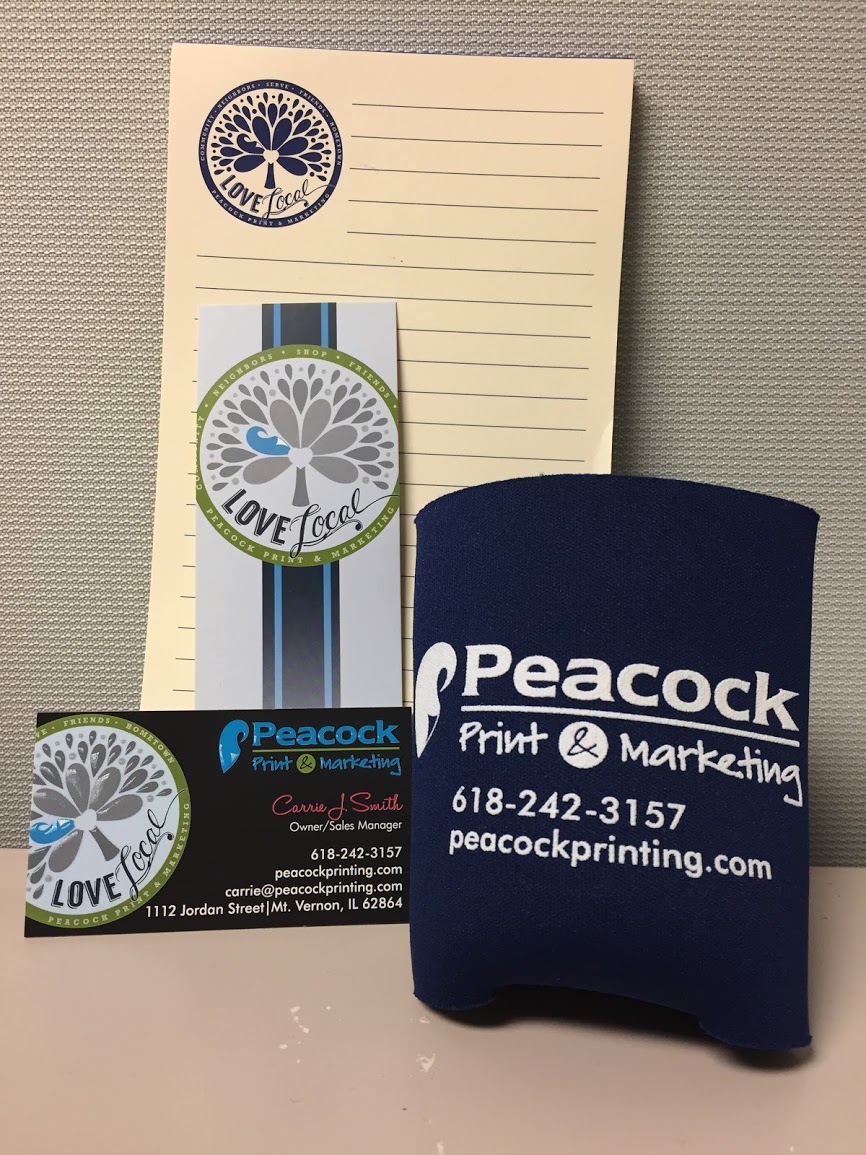 COMMUNITY • NEIGHBORS • SERVE • FRIENDS • HOMETOWN
LOVE Local
PEACOCK PRINT & MARKETING
NEIGHBORS • SHOP • FRIENDS •
LOVE Local
PEACOCK PRINT & MARKETING
FRIENDS • HOMETOWN
LOVE Local
PEACOCK PRINT & MARKETING
Peacock
Print & Marketing
Carrie J. Smith
Owner/Sales Manager
618-242-3157
peacockprinting.com
carrie@peacockprinting.com
1112 Jordan Street|Mt. Vernon, IL 62864
Peacock
Print & Marketing
618-242-3157
peacockprinting.com